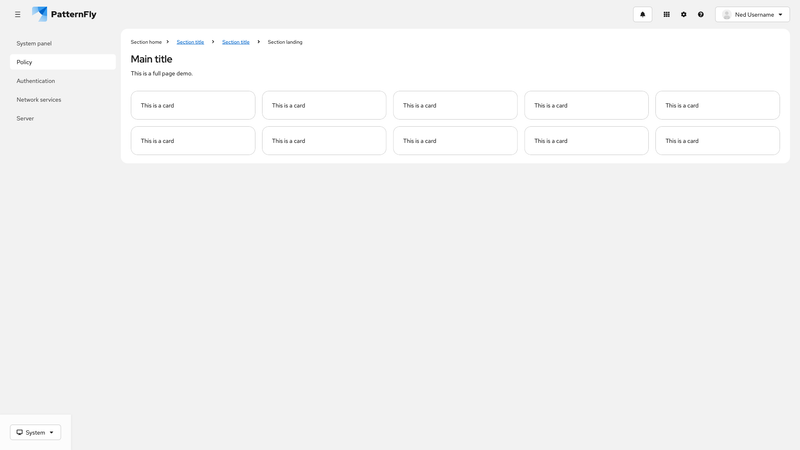 PatternFly
Ned Username
System panel
Policy
Authentication
Network services
Server
Section home
Section title
Section title
Section landing
Main title
This is a full page demo.
This is a card
This is a card
This is a card
This is a card
This is a card
This is a card
This is a card
This is a card
This is a card
This is a card
System